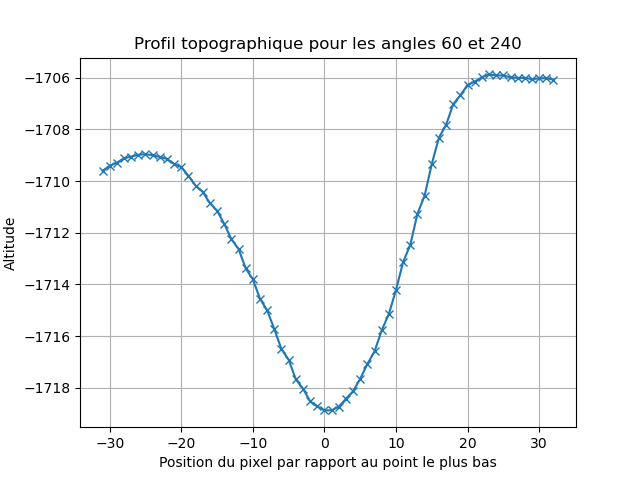 Profil topographique pour les angles 60 et 240
Altitude
−1706
−1708
−1710
−1712
−1714
−1716
−1718
−30 −20 −10 0 10 20 30
Position du pixel par rapport au point le plus bas